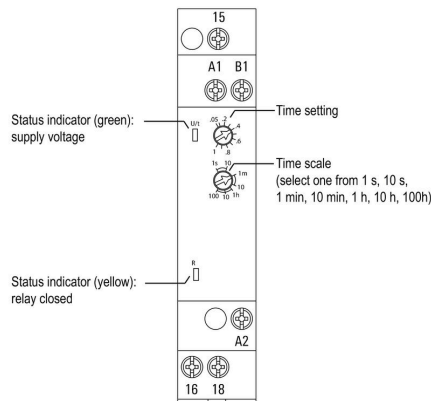 15
A1 B1
Status indicator (green):
supply voltage
U/t
.05 .2
.4
.6
1 .8
Time setting
1s 10
1m
10
100 10 1h
Time scale
(select one from 1 s, 10 s,
1 min, 10 min, 1 h, 10 h, 100h)
Status indicator (yellow):
relay closed
R
A2
16 18